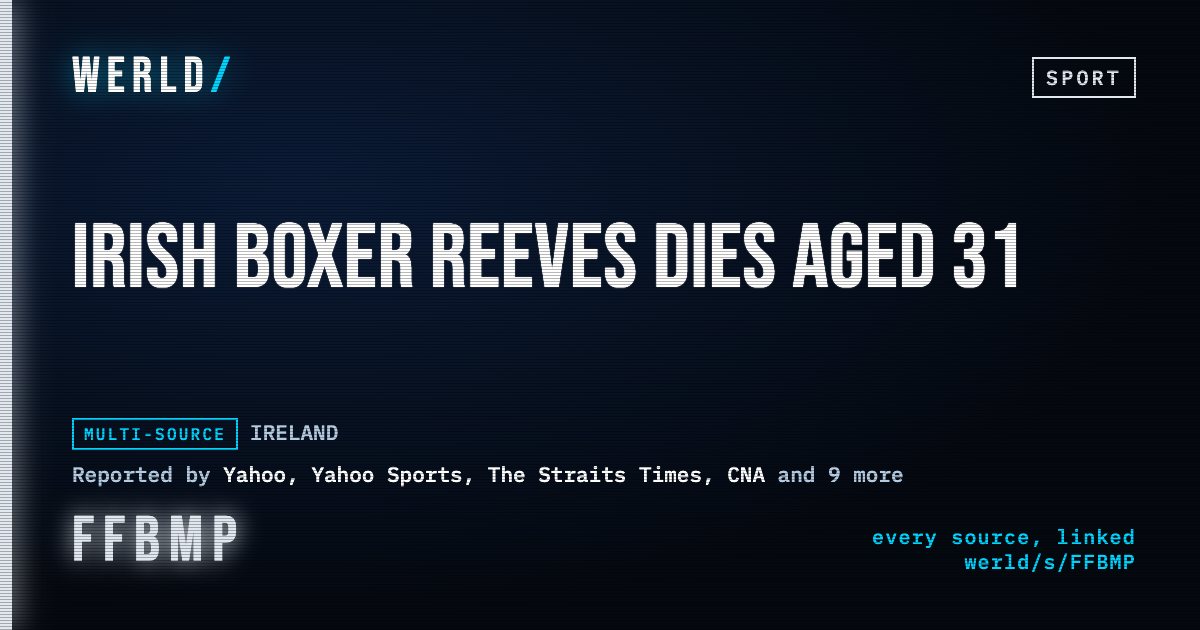 WERLD/
SPORT
IRISH BOXER REEVES DIES AGED 31
MULTI-SOURCE IRELAND
Reported by Yahoo, Yahoo Sports, The Straits Times, CNA and 9 more
FFBMP
every source, linked
werld/s/FFBMP